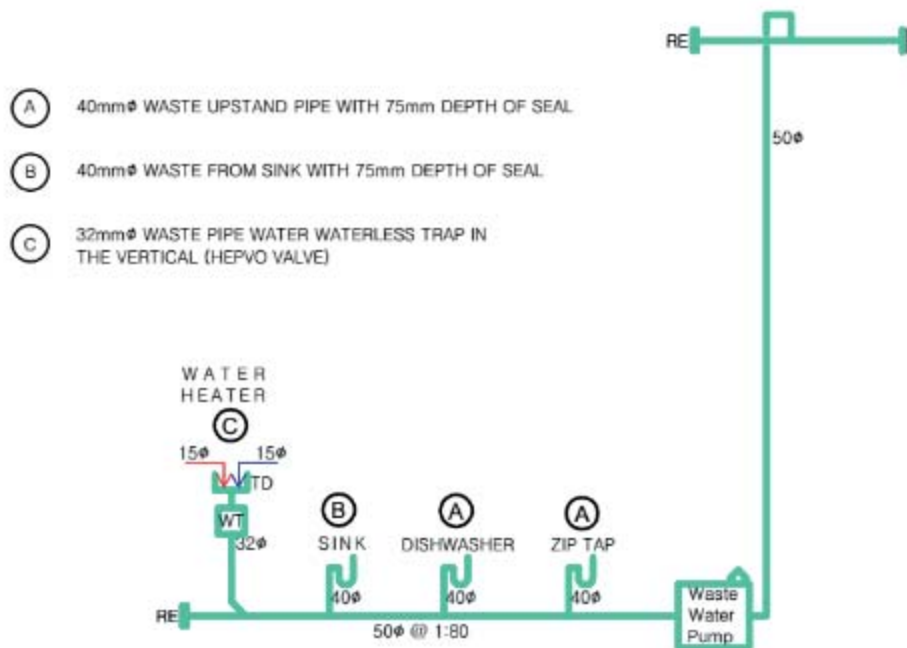 RE
A
40mmø WASTE UPSTAND PIPE WITH 75mm DEPTH OF SEAL
50ø
B
40mmø WASTE FROM SINK WITH 75mm DEPTH OF SEAL
C
32mmø WASTE PIPE WATER WATERLESS TRAP IN
THE VERTICAL (HEPVO VALVE)
WATER
HEATER
C
15ø
15ø
TD
WT
32ø
B
SINK
40ø
A
DISHWASHER
40ø
A
ZIP TAP
40ø
RE
50ø @ 1:80
Waste
Water
Pump